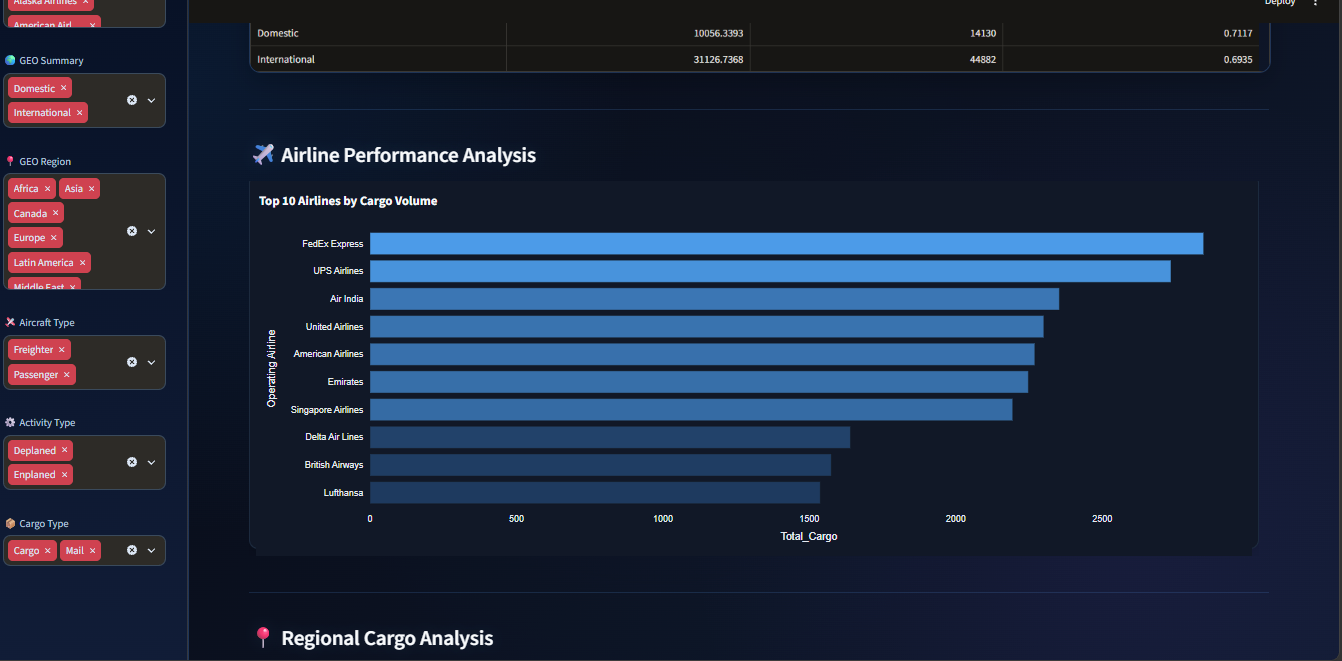 Alaska Airlines ×
American Airl... ×
Deploy
Domestic 10056.3393 14130 0.7117
International 31126.7368 44882 0.6935
GEO Summary
Domestic ×
International ×
GEO Region
Africa × Asia ×
Canada ×
Europe ×
Latin America ×
Middle East ×
Aircraft Type
Freighter ×
Passenger ×
Activity Type
Deplaned ×
Enplaned ×
Cargo Type
Cargo × Mail ×
Airline Performance Analysis
Top 10 Airlines by Cargo Volume
Operating Airline
FedEx Express
UPS Airlines
Air India
United Airlines
American Airlines
Emirates
Singapore Airlines
Delta Air Lines
British Airways
Lufthansa
0 500 1000 1500 2000 2500
Total_Cargo
Regional Cargo Analysis